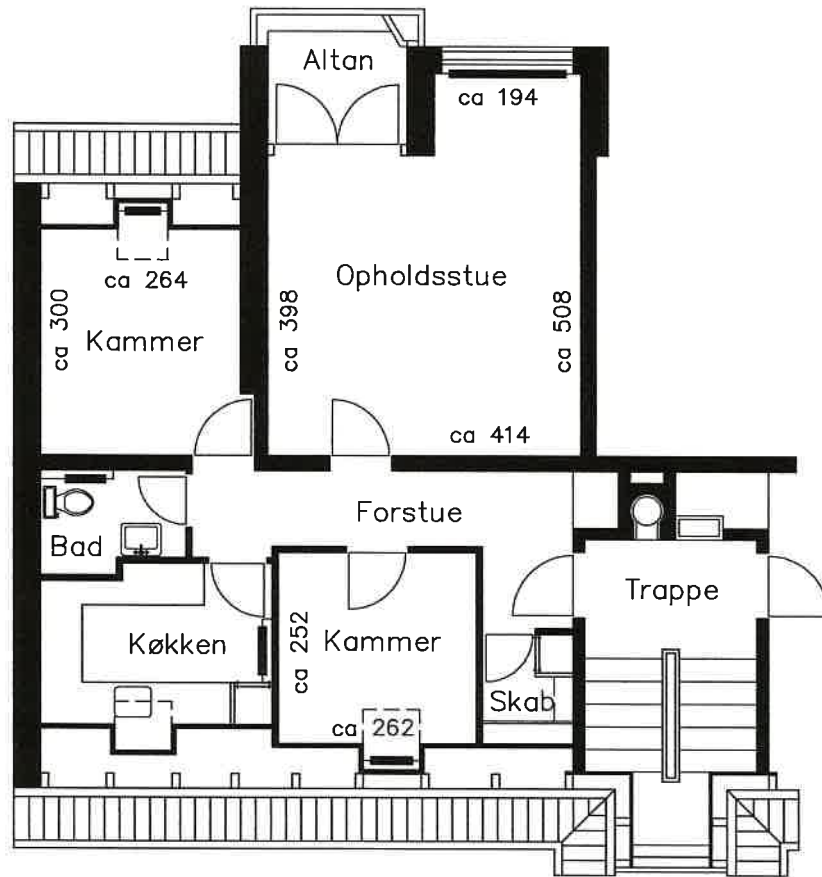 Altan
ca 194
Opholdsstue
ca 264
ca 300
Kammer
ca 398
ca 508
ca 414
Forstue
Bad
Trappe
Køkken
Kammer
ca 252
Skab
ca 262